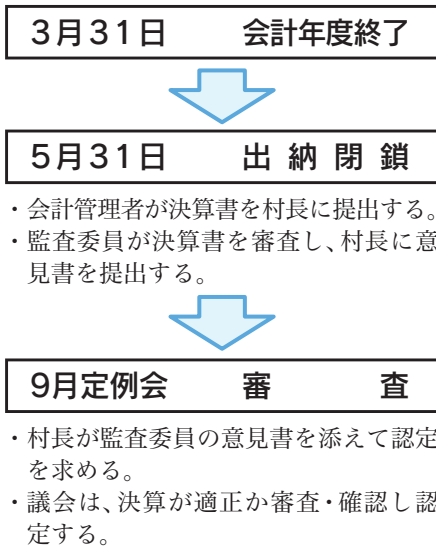 3月31日 会計年度終了
5月31日 出納閉鎖
・会計管理者が決算書を村長に提出する。
・監査委員が決算書を審査し、村長に意
見書を提出する。
9月定例会 審査
・村長が監査委員の意見書を添えて認定
を求める。
・議会は、決算が適正か審査・確認し認
定する。